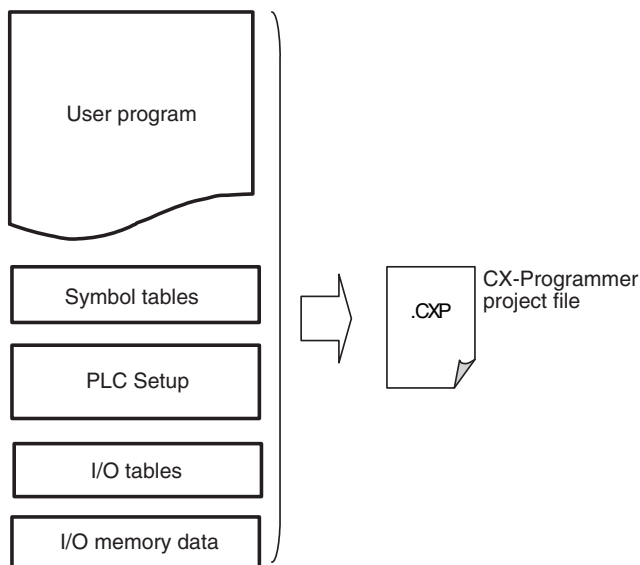 User program
Symbol tables
PLC Setup
I/O tables
I/O memory data
.CXP
CX-Programmer
project file